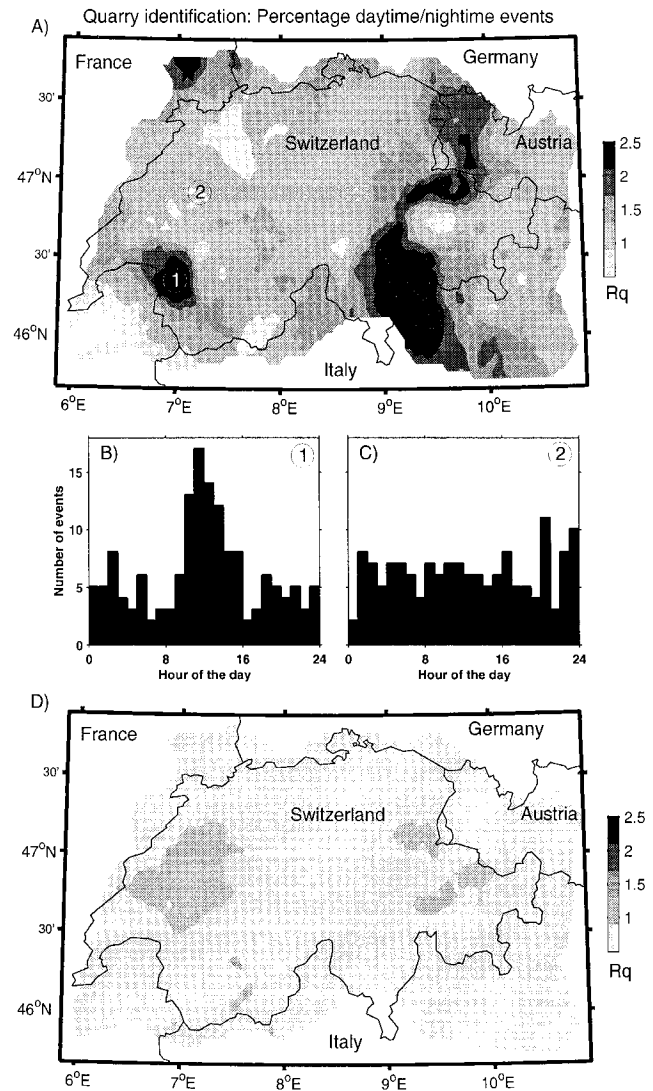 Quarry identification: Percentage daytime/nightime events
A)
France
Germany
Switzerland
Austria
Italy
30'
47°N
30'
46°N
6°E
7°E
8°E
9°E
10°E
1
2
2.5
2
1.5
1
Rq
B)
1
Number of events
15
10
5
0
0
8
16
24
Hour of the day
C)
2
0
8
16
24
Hour of the day
D)
France
Germany
Switzerland
Austria
Italy
30'
47°N
30'
46°N
6°E
7°E
8°E
9°E
10°E
2.5
2
1.5
1
Rq